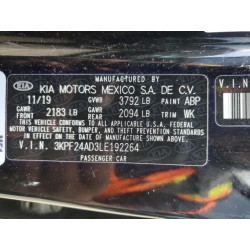 MANUFACTURED BY
KIA KIA MOTORS MEXICO S.A. DE C.V.
11/19 GVWR 3792 LB PAINT ABP
FRONT GAWR 2183 LB GAWR REAR 2094 LB TRIM WK
THIS VEHICLE CONFORMS TO ALL APPLICABLE FEDERAL MOTOR
VEHICLE SAFETY, BUMPER, AND THEFT PREVENTION
STANDARDS IN EFFECT ON THE DATE OF
MANUFACTURE SHOWN ABOVE.
V.I.N. 3KPF24AD3LE192264
PASSENGER CAR
V.I.N.